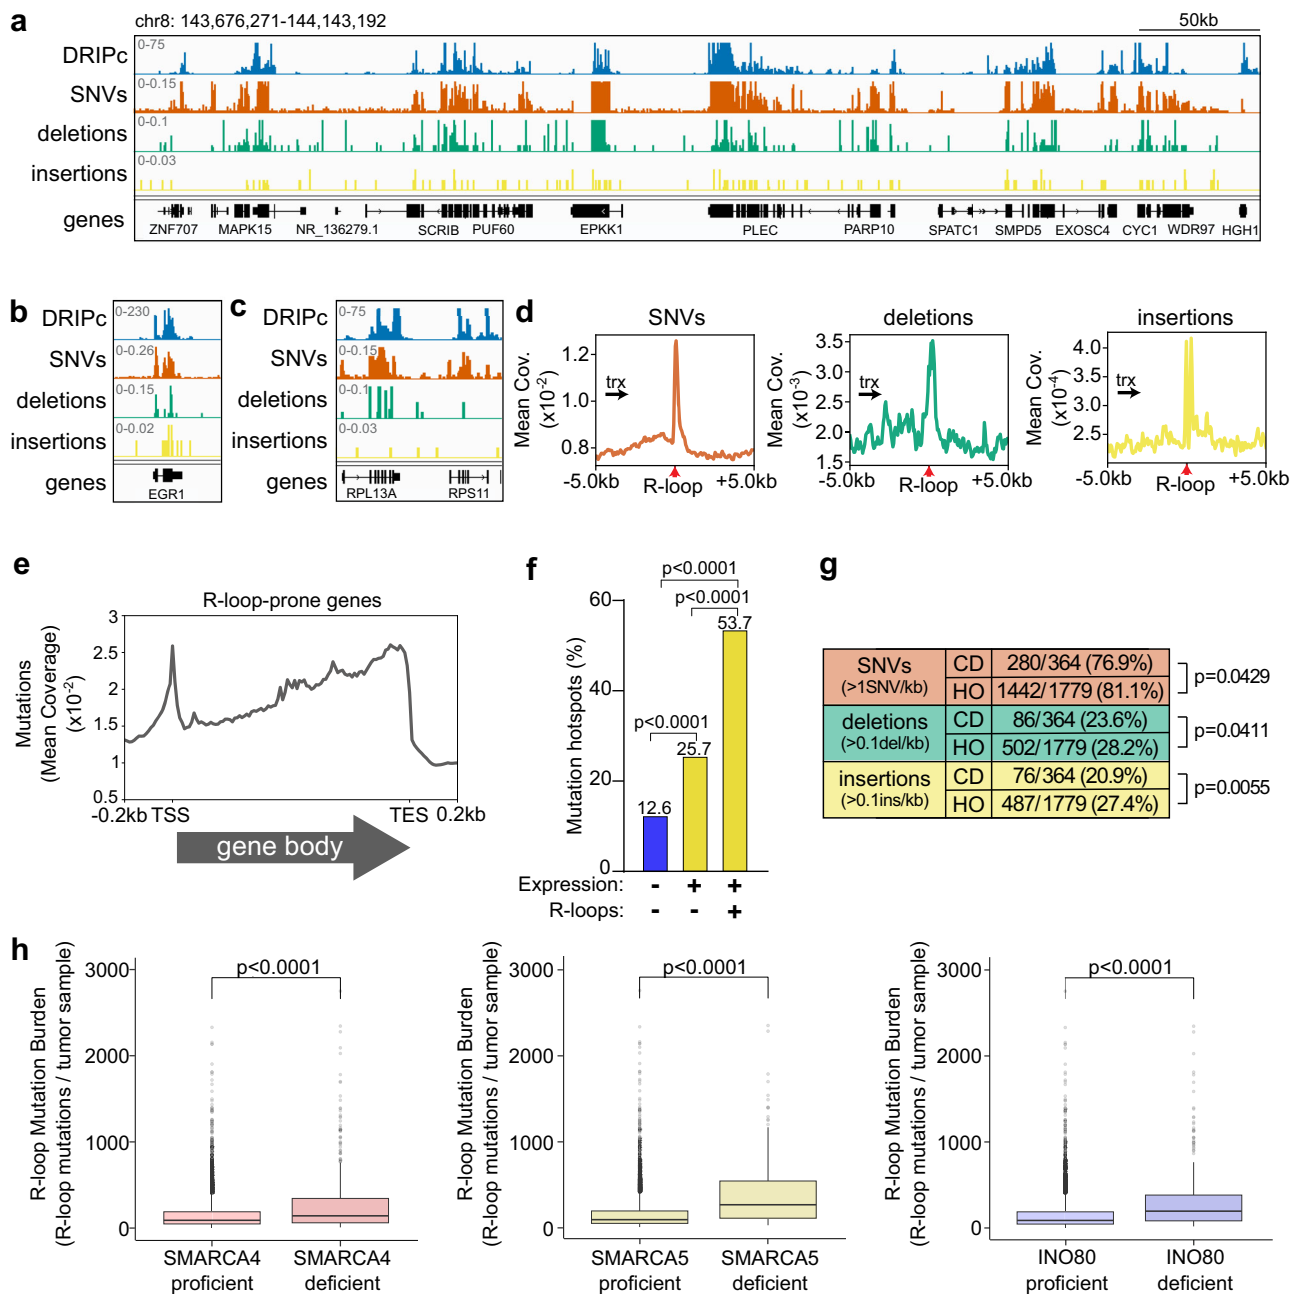 a
chr8: 143,676,271-144,143,192
50kb
DRIPc
0-75
SNVs
0-0.15
deletions
0-0.1
insertions
0-0.03
genes
ZNF707 MAPK15 NR_136279.1 SCRIB PUF60 EPKK1 PLEC PARP10 SPATC1 SMPD5 EXOSC4 CYC1 WDR97 HGH1
b
DRIPc
0-230
SNVs
0-0.26
deletions
0-0.15
insertions
0-0.02
genes
EGR1
c
DRIPc
0-75
SNVs
0-0.15
deletions
0-0.1
insertions
0-0.03
genes
RPL13A RPS11
d
SNVs
Mean Cov.
(x10-2)
1.2
1.0
0.8
trx
-5.0kb R-loop +5.0kb
deletions
Mean Cov.
(x10-3)
3.5
3.0
2.5
2.0
1.5
trx
-5.0kb R-loop +5.0kb
insertions
Mean Cov.
(x10-4)
4.0
3.5
3.0
2.5
trx
-5.0kb R-loop +5.0kb
e
R-loop-prone genes
Mutations
(Mean Coverage)
(x10-2)
3
2.5
2
1.5
1
0.5
-0.2kb TSS TES 0.2kb
gene body
f
Mutation hotspots (%)
60
40
20
0
p<0.0001
p<0.0001
p<0.0001
12.6
25.7
53.7
Expression: - + +
R-loops: - - +
g
SNVs
(>1SNV/kb)
CD 280/364 (76.9%)
HO 1442/1779 (81.1%)
p=0.0429
deletions
(>0.1del/kb)
CD 86/364 (23.6%)
HO 502/1779 (28.2%)
p=0.0411
insertions
(>0.1ins/kb)
CD 76/364 (20.9%)
HO 487/1779 (27.4%)
p=0.0055
h
R-loop Mutation Burden
(R-loop mutations / tumor sample)
3000
2000
1000
0
p<0.0001
SMARCA4
proficient
SMARCA4
deficient
R-loop Mutation Burden
(R-loop mutations / tumor sample)
3000
2000
1000
0
p<0.0001
SMARCA5
proficient
SMARCA5
deficient
R-loop Mutation Burden
(R-loop mutations / tumor sample)
3000
2000
1000
0
p<0.0001
INO80
proficient
INO80
deficient